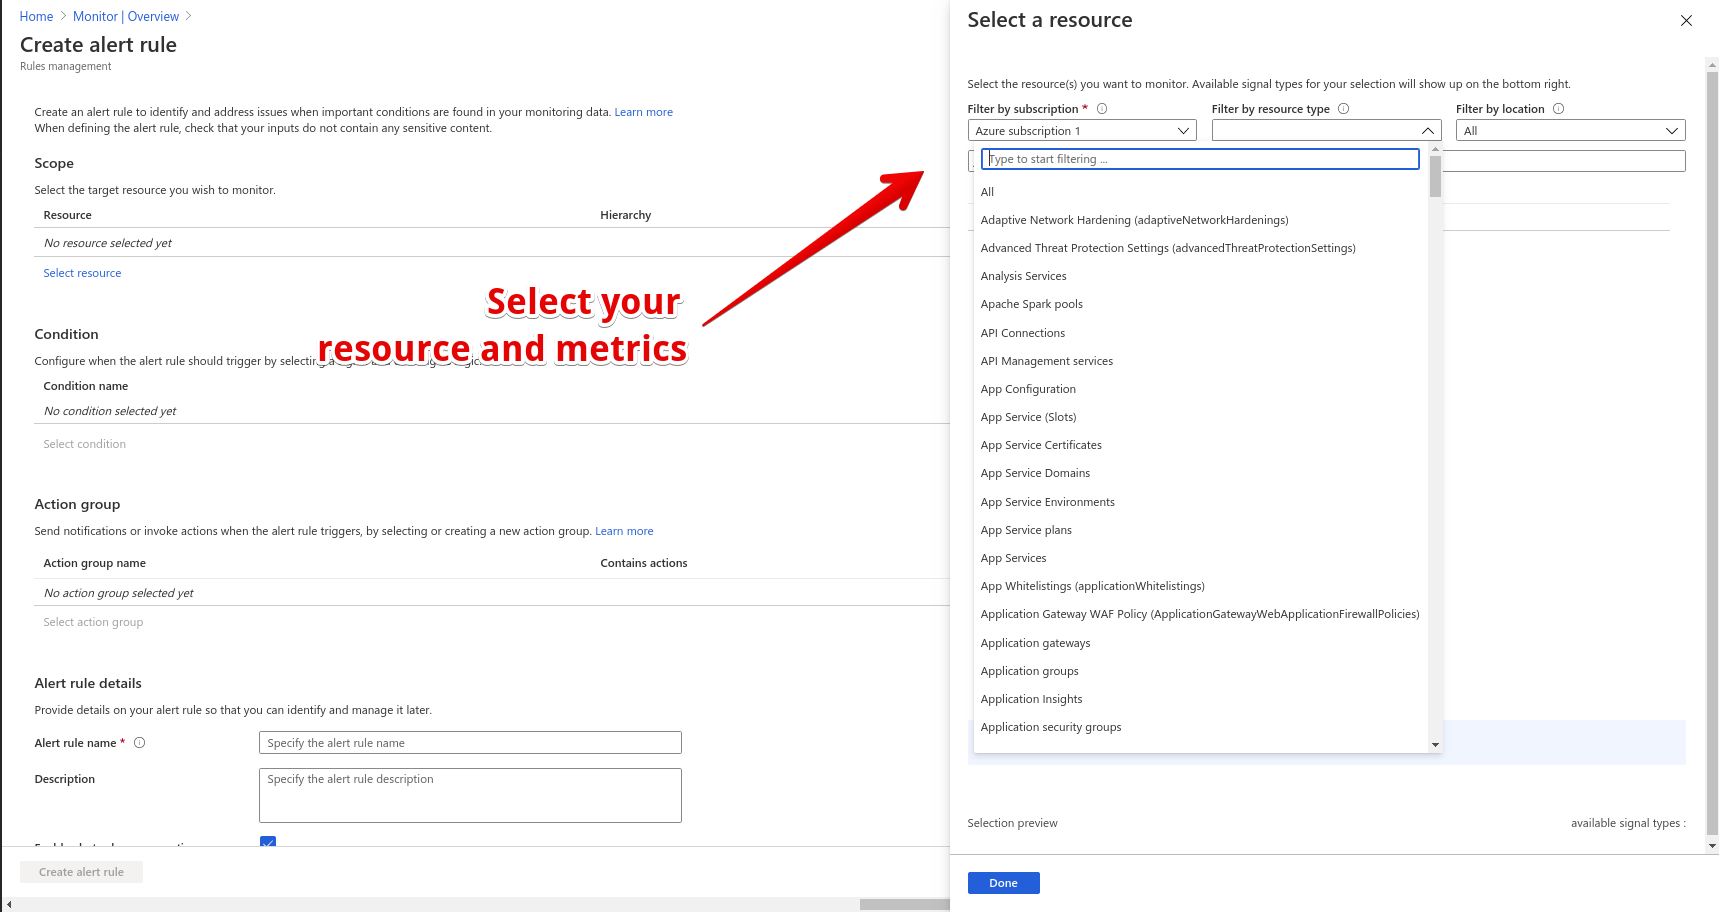 Home > Monitor | Overview >
Create alert rule
Rules management
Create an alert rule to identify and address issues when important conditions are found in your monitoring data. Learn more
When defining the alert rule, check that your inputs do not contain any sensitive content.
Scope
Select the target resource you wish to monitor.
Resource Hierarchy
No resource selected yet
Select resource
Select your
resource and metrics
Condition
Configure when the alert rule should trigger by selecting
Condition name
No condition selected yet
Select condition
Action group
Send notifications or invoke actions when the alert rule triggers, by selecting or creating a new action group. Learn more
Action group name Contains actions
No action group selected yet
Select action group
Alert rule details
Provide details on your alert rule so that you can identify and manage it later.
Alert rule name *
Specify the alert rule name
Description
Specify the alert rule description
Create alert rule
Select a resource
Select the resource(s) you want to monitor. Available signal types for your selection will show up on the bottom right.
Filter by subscription * Filter by resource type Filter by location
Azure subscription 1 All
Type to start filtering ...
All
Adaptive Network Hardening (adaptiveNetworkHardenings)
Advanced Threat Protection Settings (advancedThreatProtectionSettings)
Analysis Services
Apache Spark pools
API Connections
API Management services
App Configuration
App Service (Slots)
App Service Certificates
App Service Domains
App Service Environments
App Service plans
App Services
App Whitelistings (applicationWhitelistings)
Application Gateway WAF Policy (ApplicationGatewayWebApplicationFirewallPolicies)
Application gateways
Application groups
Application Insights
Application security groups
Selection preview available signal types :
Done